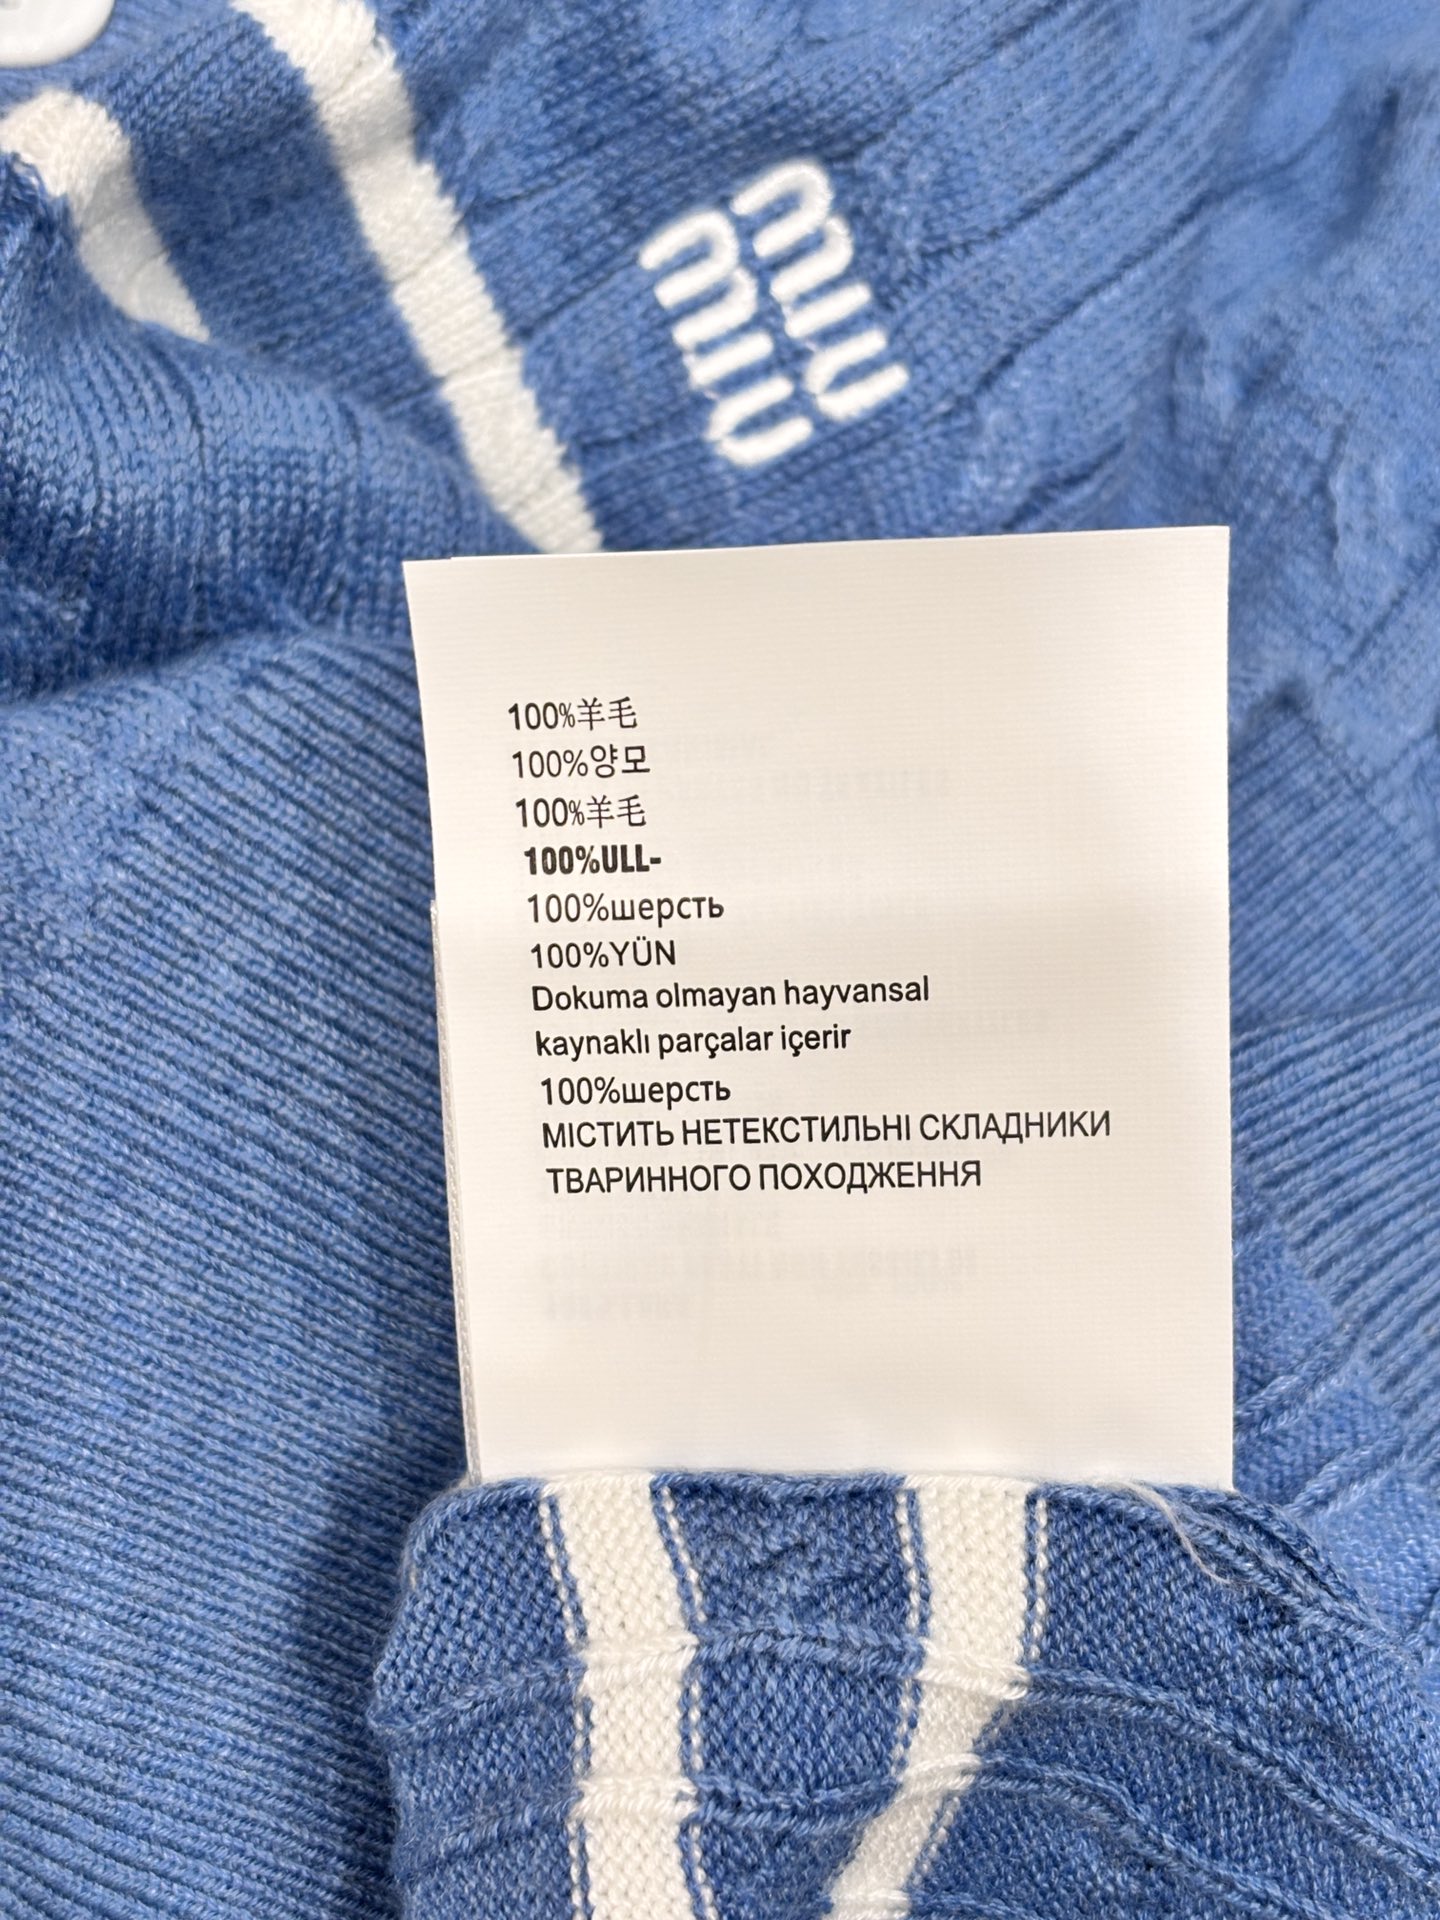 miu
miu
100%羊毛
100%양모
100%羊毛
100%ULL-
100%шерсть
100%YÜN
Dokuma olmayan hayvansal
kaynaklı parçalar içerir
100%шерсть
МІСТИТЬ НЕТЕКСТИЛЬНІ СКЛАДНИКИ
ТВАРИННОГО ПОХОДЖЕННЯ